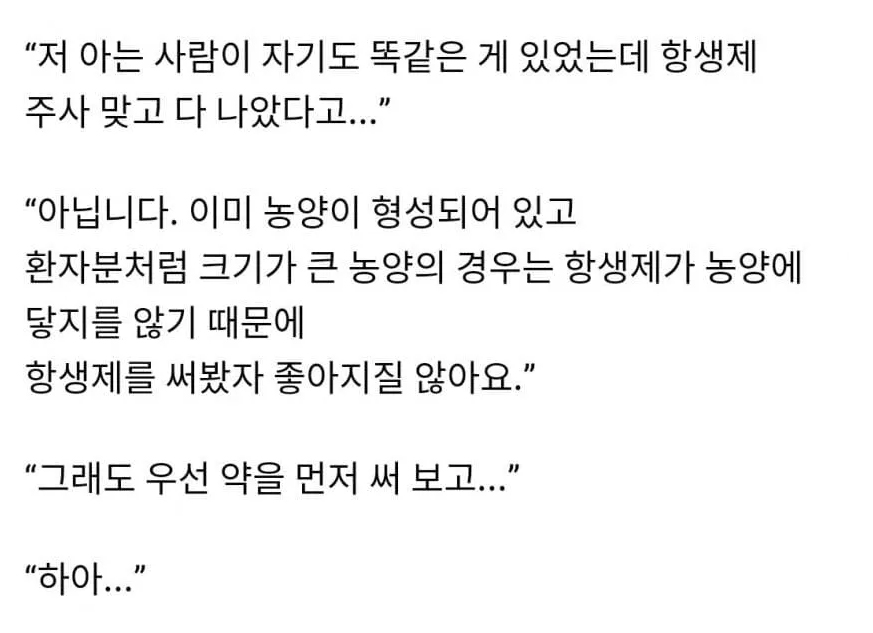 “저 아는 사람이 자기도 똑같은 게 있었는데 항생제
주사 맞고 다 나았다고...”
“아닙니다. 이미 농양이 형성되어 있고
환자분처럼 크기가 큰 농양의 경우는 항생제가 농양에
닿지를 않기 때문에
항생제를 써봤자 좋아지질 않아요.”
“그래도 우선 약을 먼저 써 보고...”
“하아...”